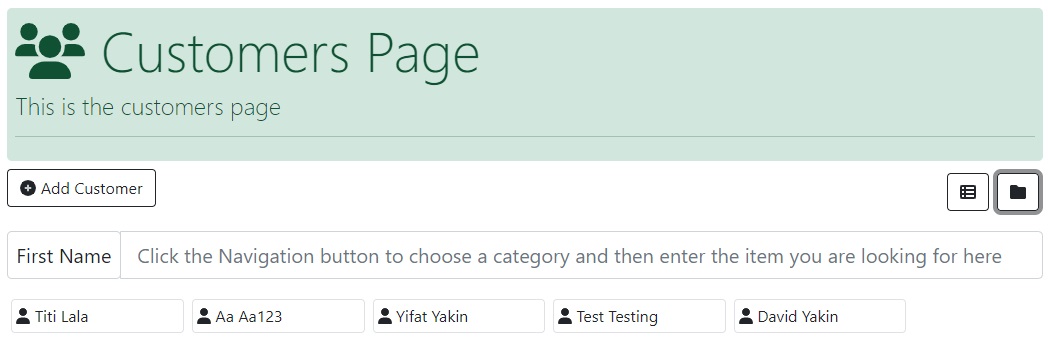 Customers Page
This is the customers page
Add Customer
First Name Click the Navigation button to choose a category and then enter the item you are looking for here
Titi Lala Aa Aa123 Yifat Yakin Test Testing David Yakin